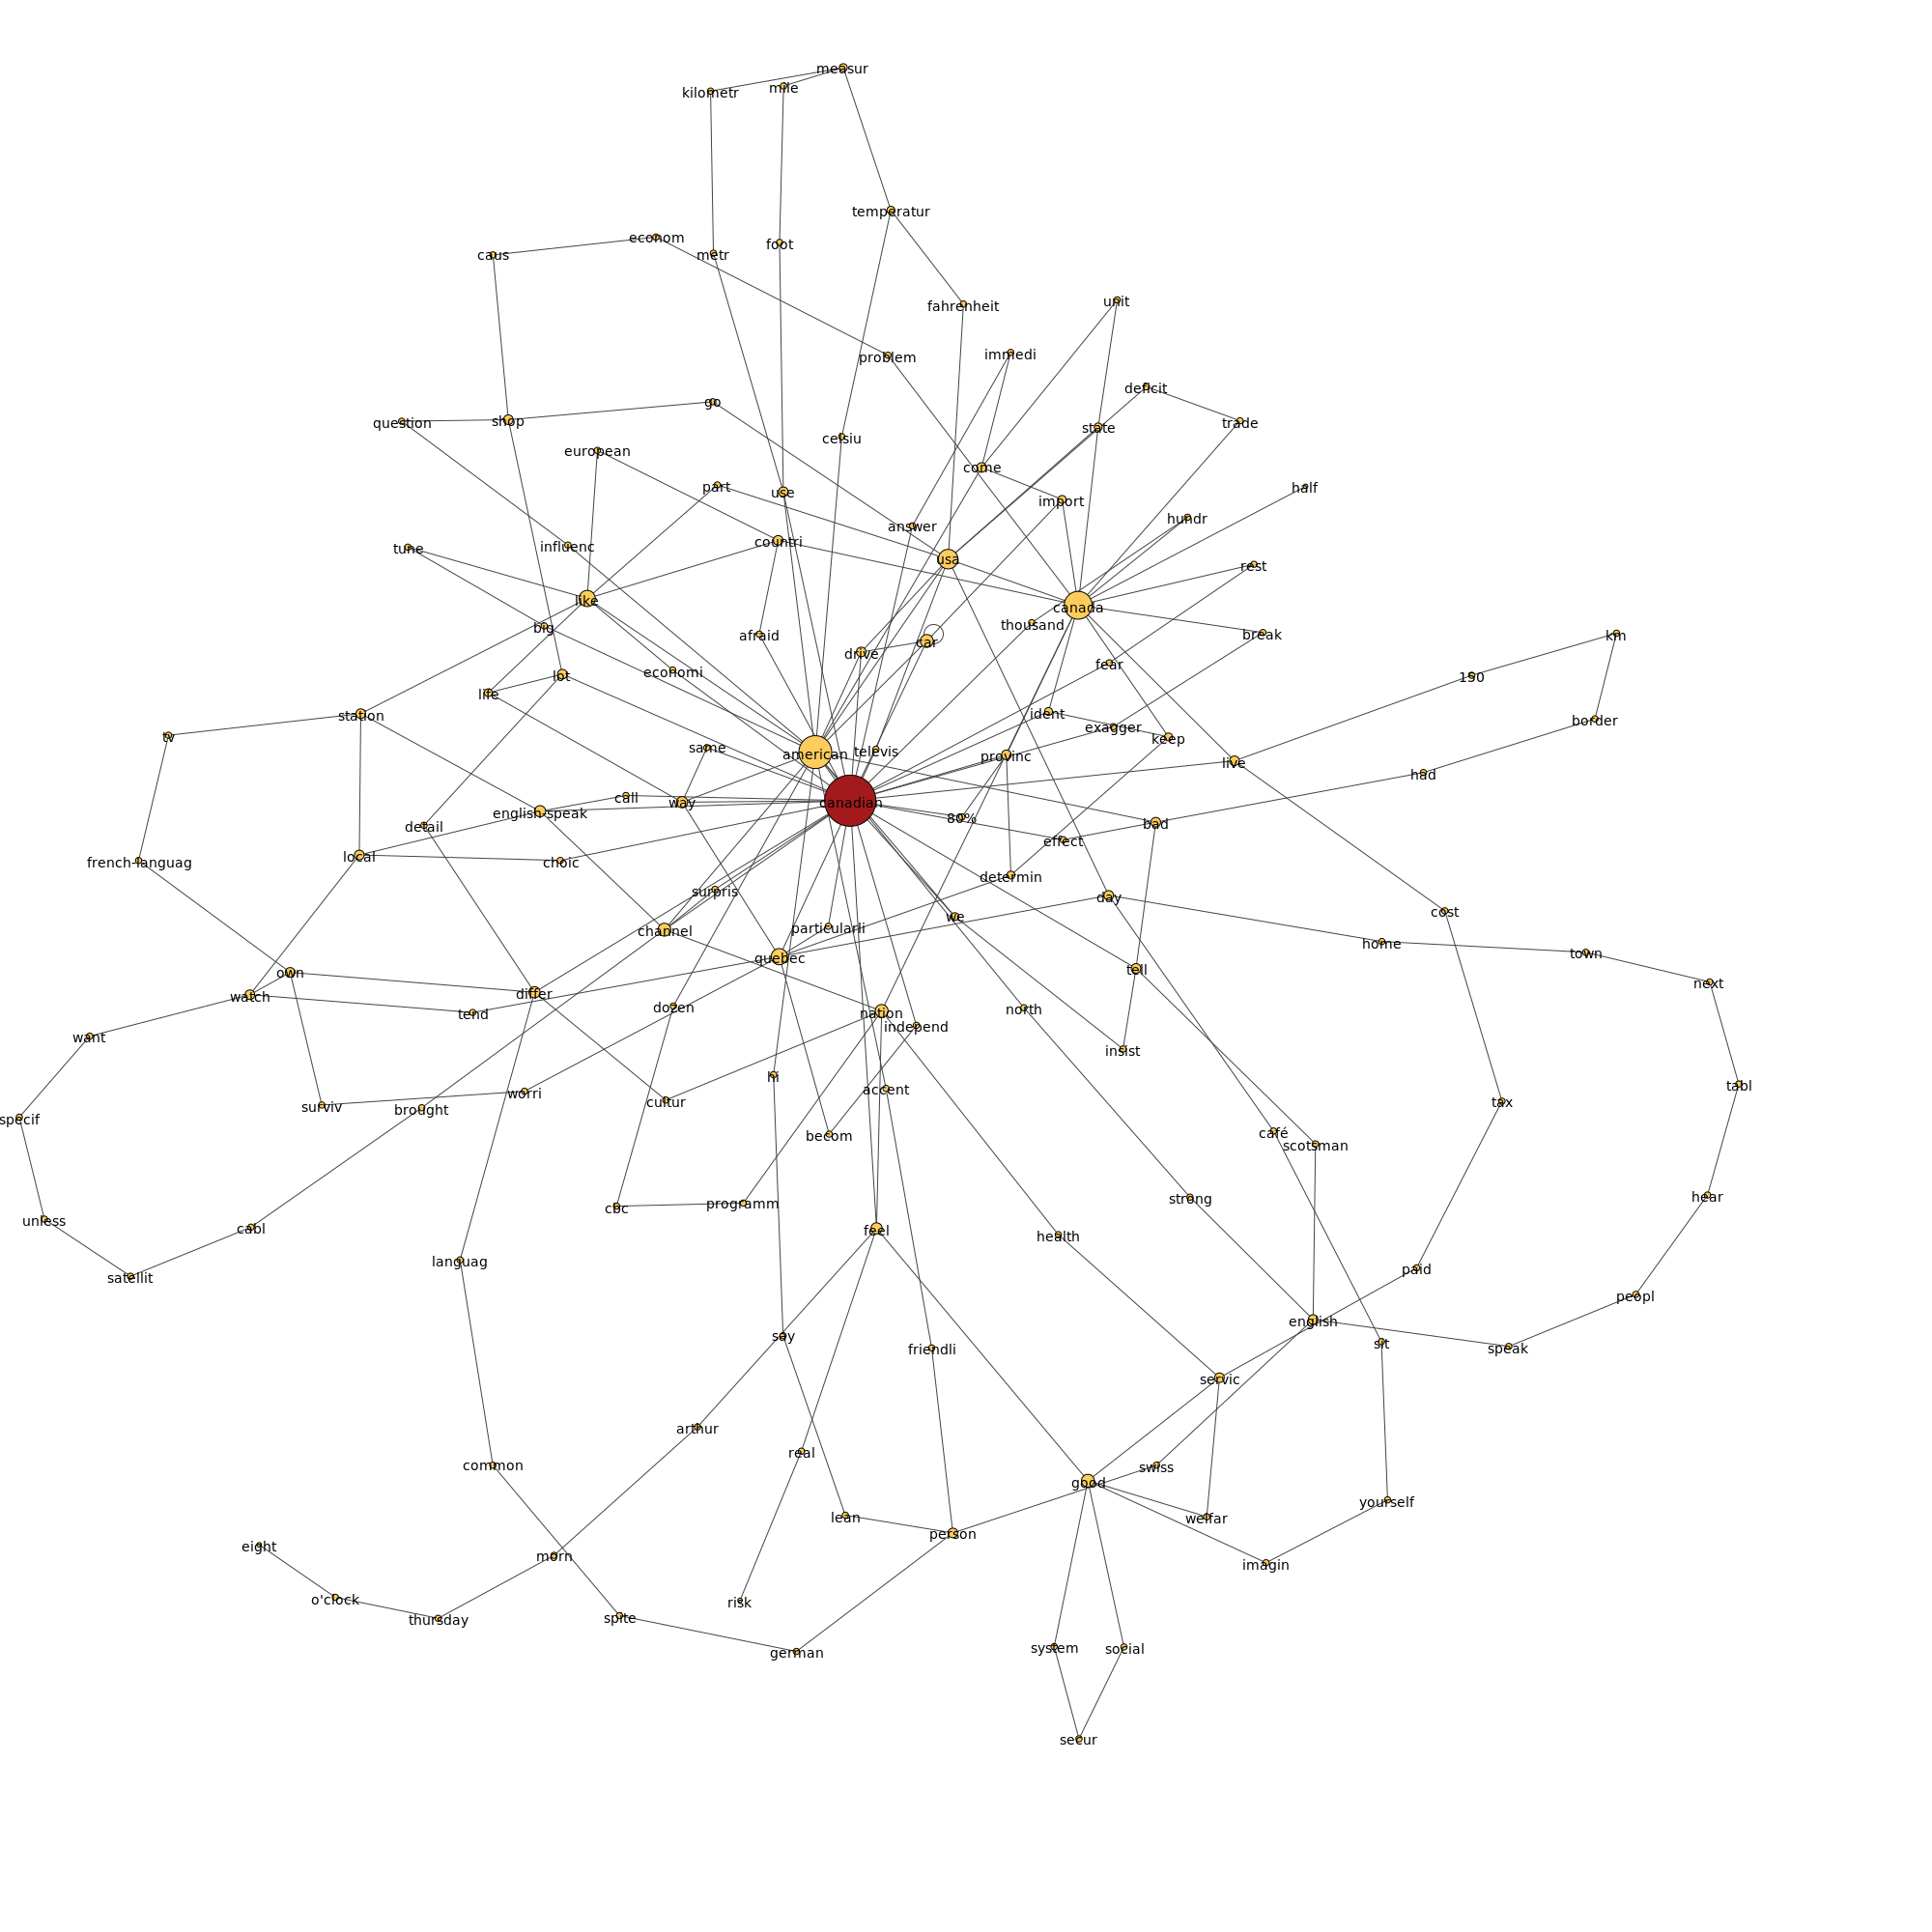 measur
kilometr
mile
temperatur
econom
foot
caus
metr
unit
fahrenheit
immedi
problem
deficit
go
question
shop
trade
state
celsiu
european
come
part
half
use
import
hundr
answer
countri
influenc
tune
usa
rest
like
canada
thousand
big
afraid
break
km
car
drive
fear
economi
lot
190
life
ident
station
border
exagger
tv
keep
same
televis
american
provinc
live
had
call
way
canadian
english-speak
80%
bad
detail
effect
local
choic
french-languag
determin
surpris
day
cost
we
particularli
channel
home
town
quebec
own
tell
next
differ
watch
dozen
north
tend
nation
independ
want
insist
hi
tabl
accent
worri
cultur
tax
surviv
brought
specif
café
becom
scotsman
hear
strong
programm
cbc
unless
cabl
feel
health
languag
paid
satellit
peopl
english
say
sit
speak
friendli
servic
arthur
real
common
swiss
good
yourself
lean
welfar
person
eight
morn
imagin
o'clock
risk
spite
thursday
system
social
german
secur